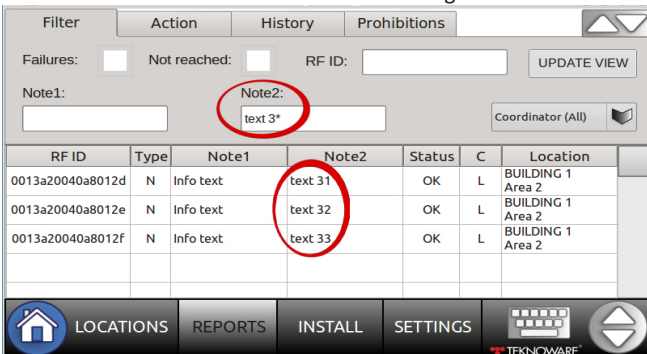 Filter Action History Prohibitions
Failures: Not reached: RF ID: UPDATE VIEW
Note1: Note2:
text 3* Coordinator (All)
RF ID Type Note1 Note2 Status C Location
0013a20040a8012d N Info text text 31 OK L BUILDING 1
Area 2
0013a20040a8012e N Info text text 32 OK L BUILDING 1
Area 2
0013a20040a8012f N Info text text 33 OK L BUILDING 1
Area 2
LOCATIONS REPORTS INSTALL SETTINGS
TEKNOWARE